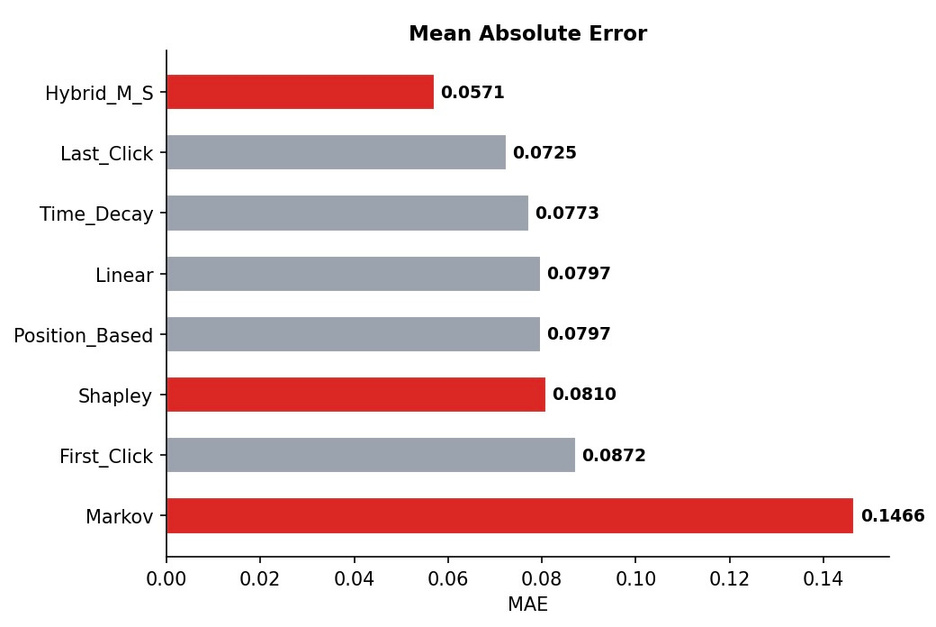 Mean Absolute Error
Hybrid_M_S 0.0571
Last_Click 0.0725
Time_Decay 0.0773
Linear 0.0797
Position_Based 0.0797
Shapley 0.0810
First_Click 0.0872
Markov 0.1466
0.00 0.02 0.04 0.06 0.08 0.10 0.12 0.14
MAE